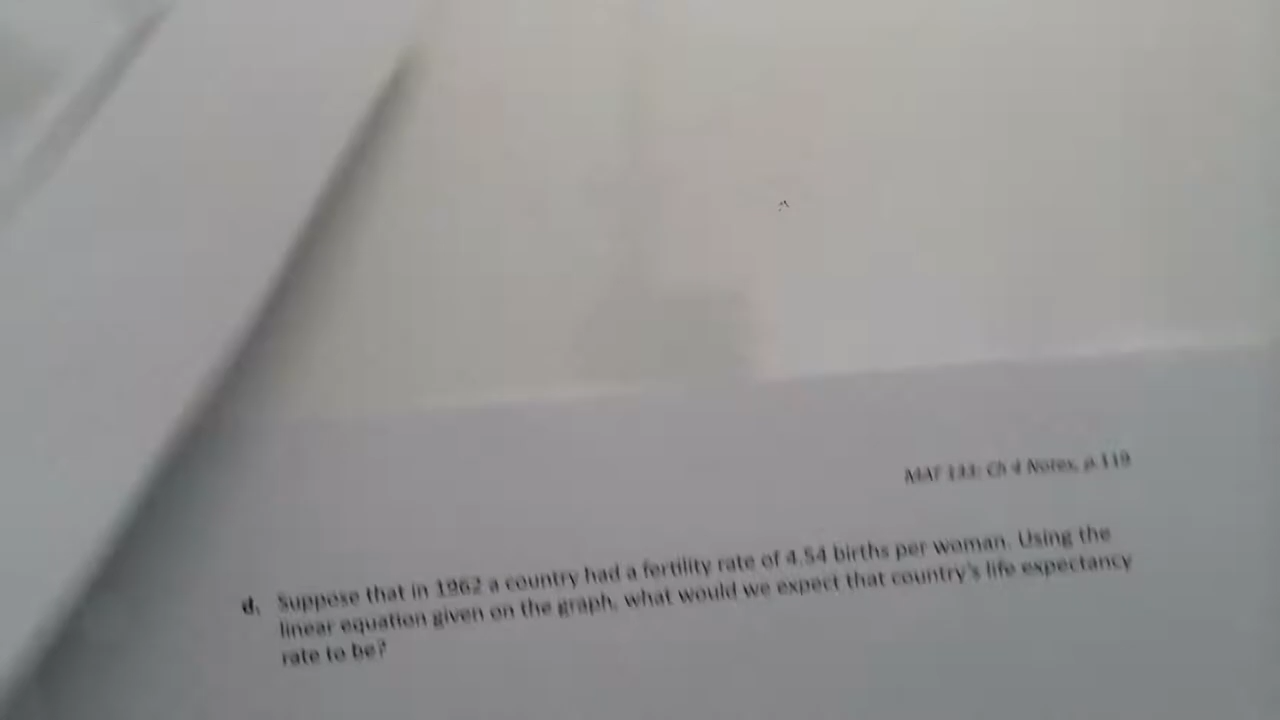 MAT 133: Ch 4 Notes, p.119
d. Suppose that in 1962 a country had a fertility rate of 4.54 births per woman. Using the
linear equation given on the graph, what would we expect that country's life expectancy
rate to be?